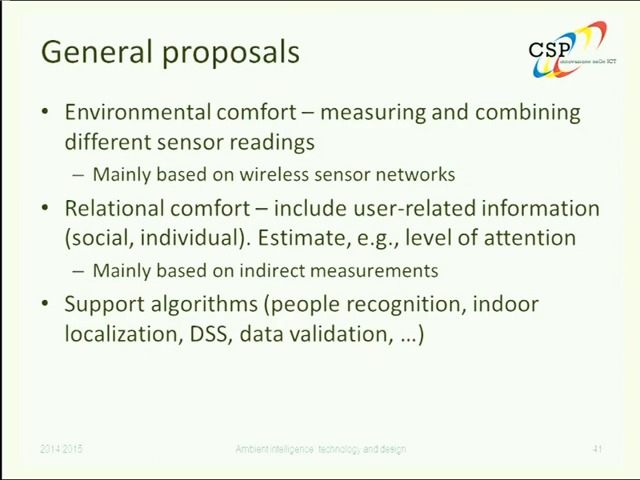 General proposals
CSP
innovazione nelle ICT
• Environmental comfort – measuring and combining
different sensor readings
– Mainly based on wireless sensor networks
• Relational comfort – include user-related information
(social, individual). Estimate, e.g., level of attention
– Mainly based on indirect measurements
• Support algorithms (people recognition, indoor
localization, DSS, data validation, ...)
2014/2015
Ambient intelligence: technology and design
41